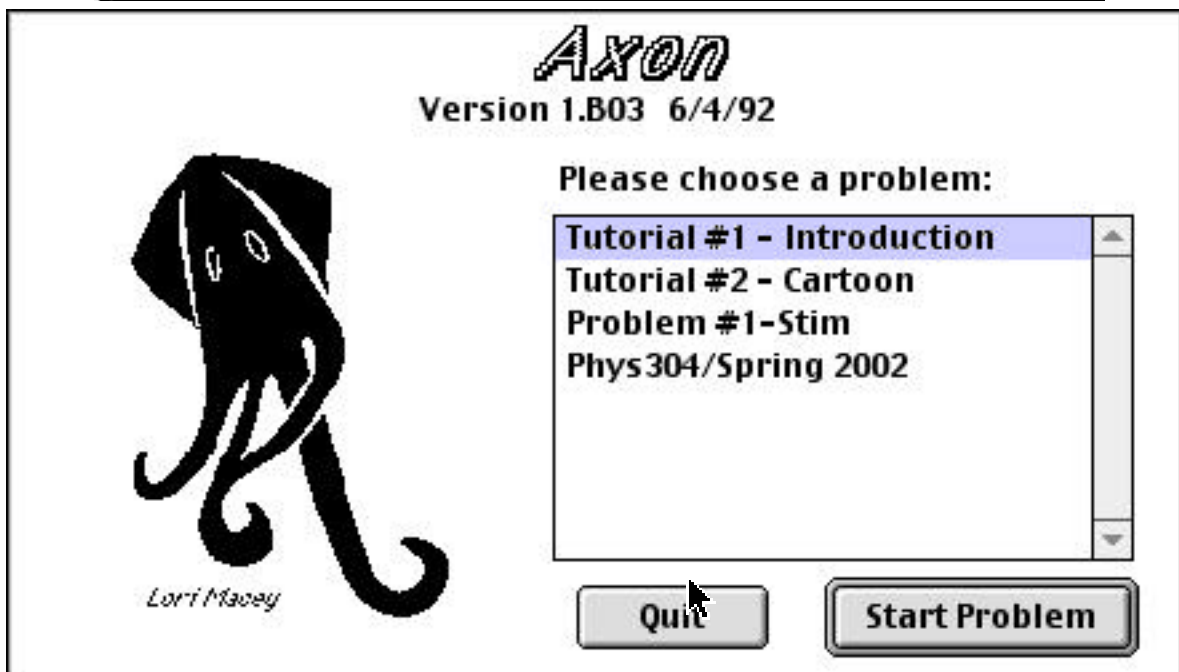 Axon
Version 1.B03 6/4/92
Please choose a problem:
Tutorial #1 - Introduction
Tutorial #2 - Cartoon
Problem #1-Stim
Phys304/Spring 2002
Lori Macey
Quit
Start Problem